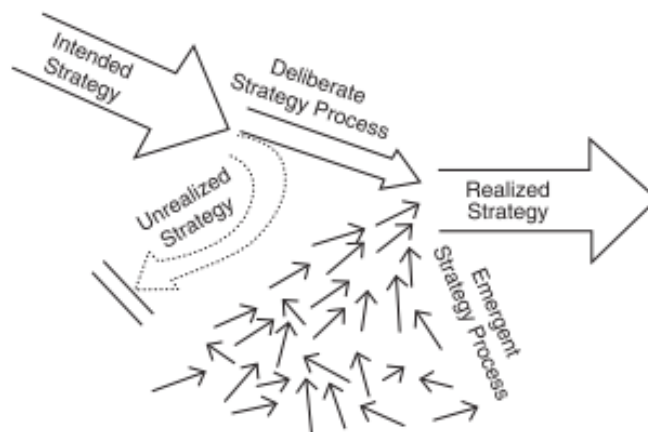 Intended
Strategy
Deliberate
Strategy Process
Unrealized
Strategy
Realized
Strategy
Emergent
Strategy Process